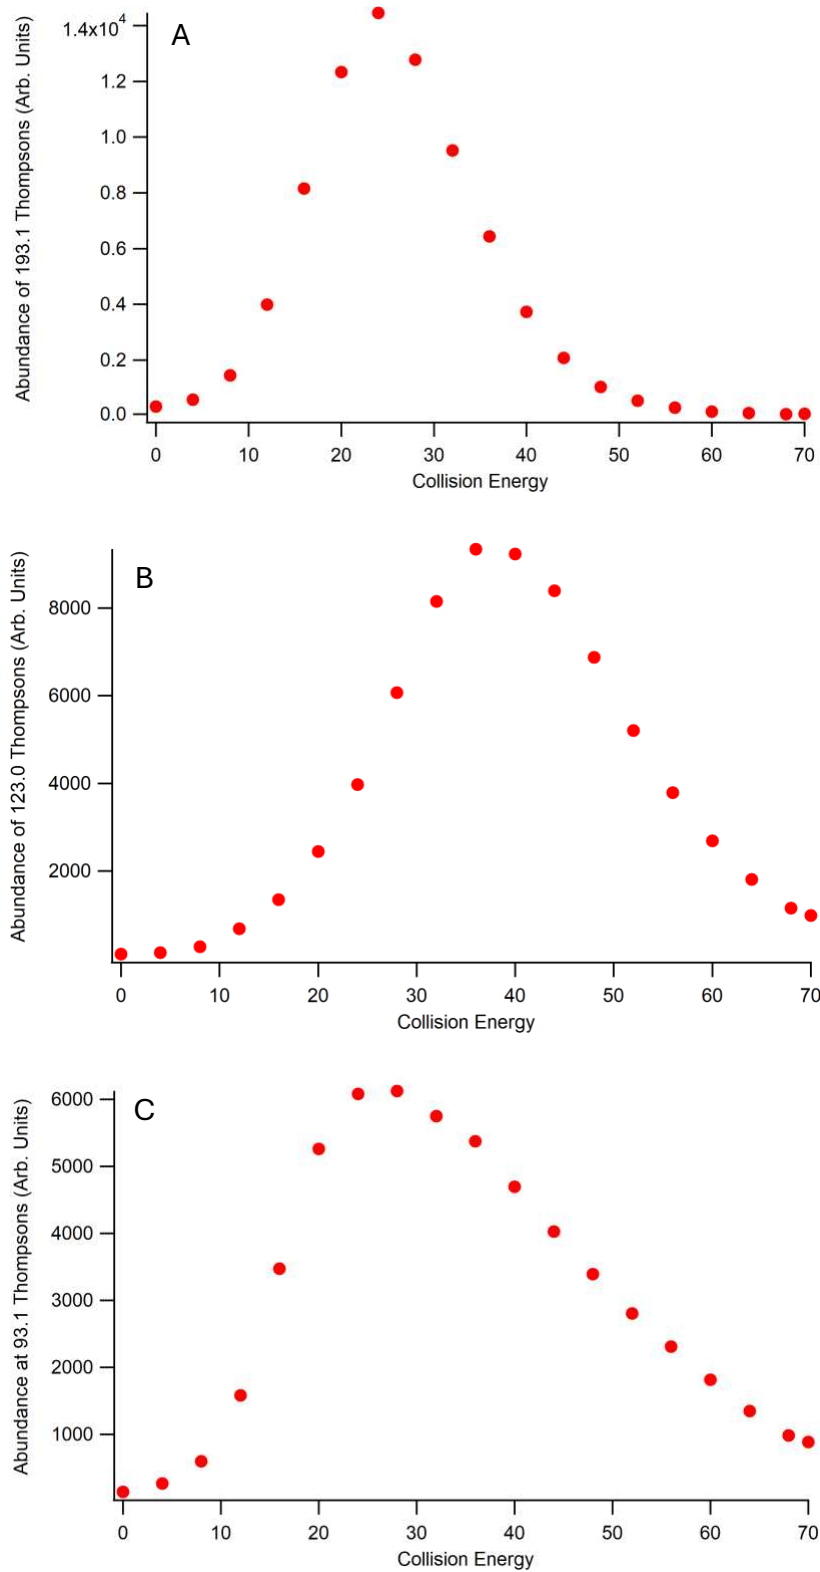 A
Abundance of 193.1 Thompsons (Arb. Units)
1.4x10⁴
1.2
1.0
0.8
0.6
0.4
0.2
0.0
0 10 20 30 40 50 60 70
Collision Energy
B
Abundance of 123.0 Thompsons (Arb. Units)
8000
6000
4000
2000
0 10 20 30 40 50 60 70
Collision Energy
C
Abundance at 93.1 Thompsons (Arb. Units)
6000
5000
4000
3000
2000
1000
0 10 20 30 40 50 60 70
Collision Energy